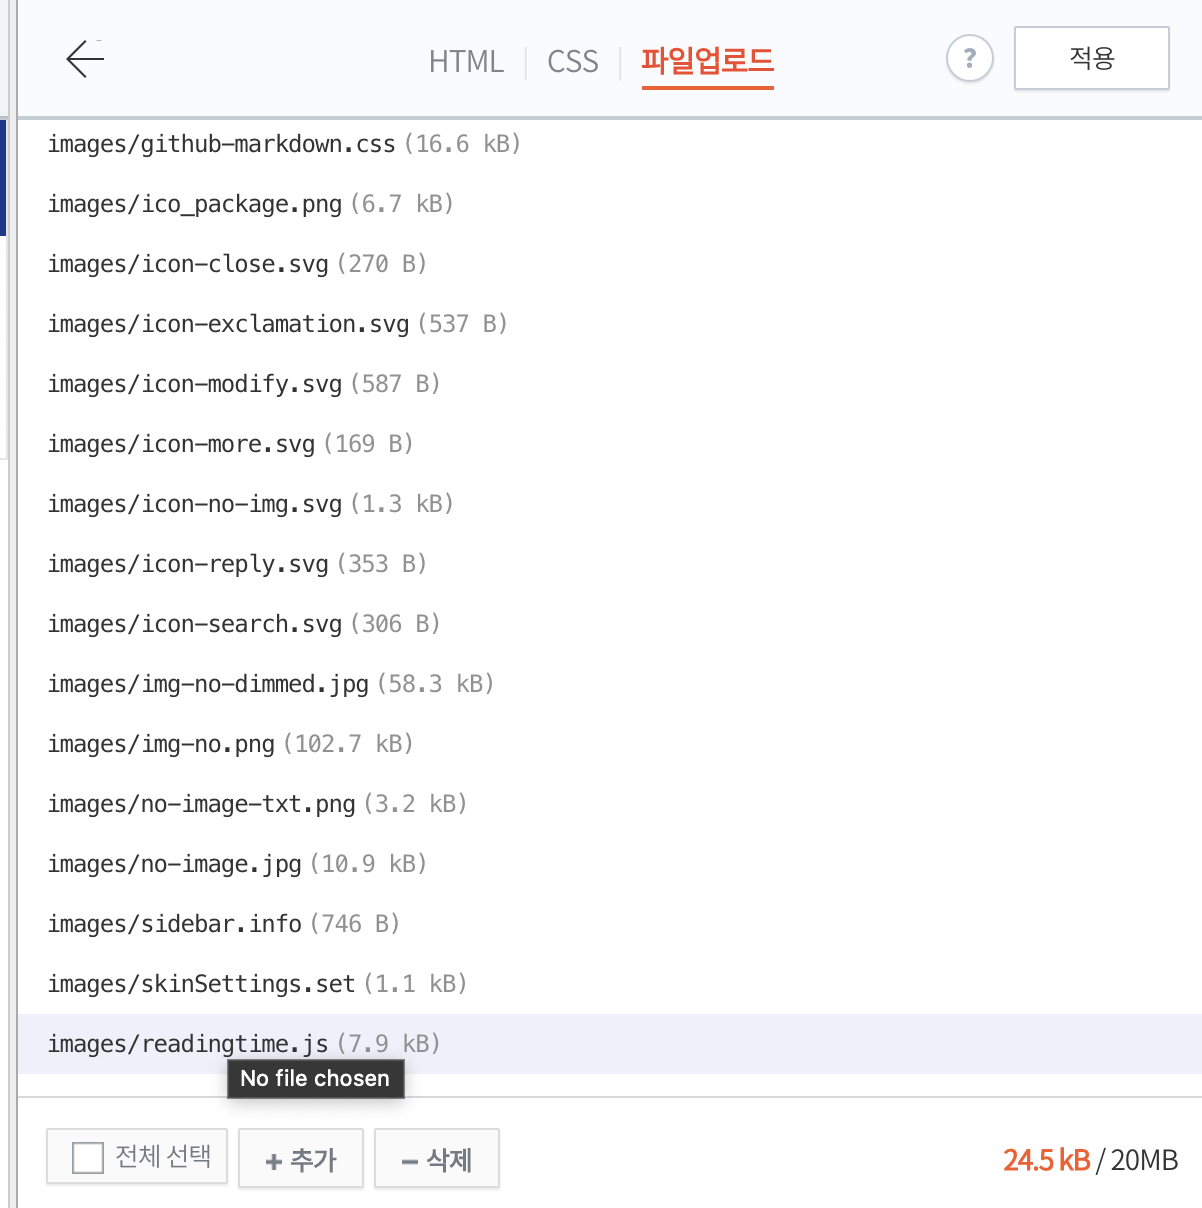 HTML CSS 파일업로드 ? 적용
images/github-markdown.css (16.6 kB)
images/ico_package.png (6.7 kB)
images/icon-close.svg (270 B)
images/icon-exclamation.svg (537 B)
images/icon-modify.svg (587 B)
images/icon-more.svg (169 B)
images/icon-no-img.svg (1.3 kB)
images/icon-reply.svg (353 B)
images/icon-search.svg (306 B)
images/img-no-dimmed.jpg (58.3 kB)
images/img-no.png (102.7 kB)
images/no-image-txt.png (3.2 kB)
images/no-image.jpg (10.9 kB)
images/sidebar.info (746 B)
images/skinSettings.set (1.1 kB)
images/readingtime.js (7.9 kB)
No file chosen
전체 선택 + 추가 − 삭제 24.5 kB / 20MB